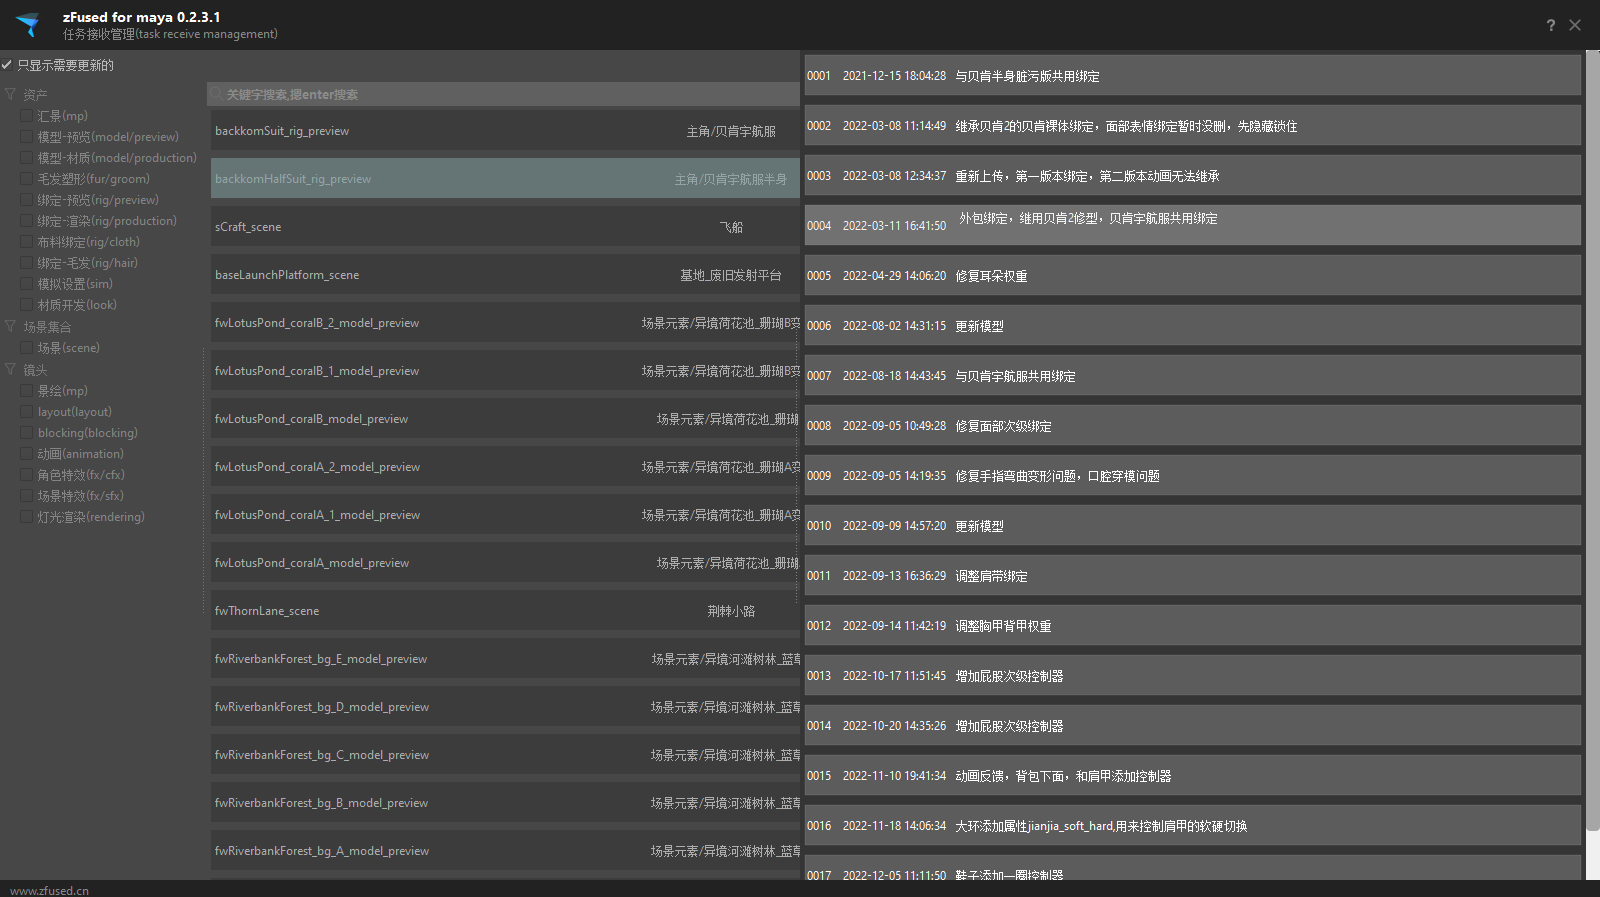 zFused for maya 0.2.3.1
任务接收管理(task receive management)
?
只显示需要更新的
资产
汇景(mp)
模型-预览(model/preview)
模型-材质(model/production)
毛发塑形(fur/groom)
绑定-预览(rig/preview)
绑定-渲染(rig/production)
布料绑定(rig/cloth)
绑定-毛发(rig/hair)
模拟设置(sim)
材质开发(look)
场景集合
场景(scene)
镜头
景绘(mp)
layout(layout)
blocking(blocking)
动画(animation)
角色特效(fx/cfx)
场景特效(fx/sfx)
灯光渲染(rendering)
关键字搜索,摁enter搜索
backkomSuit_rig_preview 主角/贝肯宇航服
backkomHalfSuit_rig_preview 主角/贝肯宇航服半身
sCraft_scene 飞船
baseLaunchPlatform_scene 基地_废旧发射平台
fwLotusPond_coralB_2_model_preview 场景元素/异境荷花池_珊瑚B变
fwLotusPond_coralB_1_model_preview 场景元素/异境荷花池_珊瑚B变
fwLotusPond_coralB_model_preview 场景元素/异境荷花池_珊瑚
fwLotusPond_coralA_2_model_preview 场景元素/异境荷花池_珊瑚A变
fwLotusPond_coralA_1_model_preview 场景元素/异境荷花池_珊瑚A变
fwLotusPond_coralA_model_preview 场景元素/异境荷花池_珊瑚
fwThornLane_scene 荆棘小路
fwRiverbankForest_bg_E_model_preview 场景元素/异境河滩树林_蓝草
fwRiverbankForest_bg_D_model_preview 场景元素/异境河滩树林_蓝草
fwRiverbankForest_bg_C_model_preview 场景元素/异境河滩树林_蓝草
fwRiverbankForest_bg_B_model_preview 场景元素/异境河滩树林_蓝草
fwRiverbankForest_bg_A_model_preview 场景元素/异境河滩树林_蓝草
0001 2021-12-15 18:04:28 与贝肯半身脏污版共用绑定
0002 2022-03-08 11:14:49 继承贝肯2的贝肯裸体绑定，面部表情绑定暂时没删，先隐藏锁住
0003 2022-03-08 12:34:37 重新上传，第一版本绑定，第二版本动画无法继承
0004 2022-03-11 16:41:50 外包绑定，继用贝肯2修型，贝肯宇航服共用绑定
0005 2022-04-29 14:06:20 修复耳朵权重
0006 2022-08-02 14:31:15 更新模型
0007 2022-08-18 14:43:45 与贝肯宇航服共用绑定
0008 2022-09-05 10:49:28 修复面部次级绑定
0009 2022-09-05 14:19:35 修复手指弯曲变形问题，口腔穿模问题
0010 2022-09-09 14:57:20 更新模型
0011 2022-09-13 16:36:29 调整肩带绑定
0012 2022-09-14 11:42:19 调整胸甲背甲权重
0013 2022-10-17 11:51:45 增加屁股次级控制器
0014 2022-10-20 14:35:26 增加屁股次级控制器
0015 2022-11-10 19:41:34 动画反馈，背包下面，和肩甲添加控制器
0016 2022-11-18 14:06:34 大环添加属性jianjia_soft_hard,用来控制肩甲的软硬切换
0017 2022-12-05 11:11:50 鞋子添加一圈控制器
www.zfused.cn